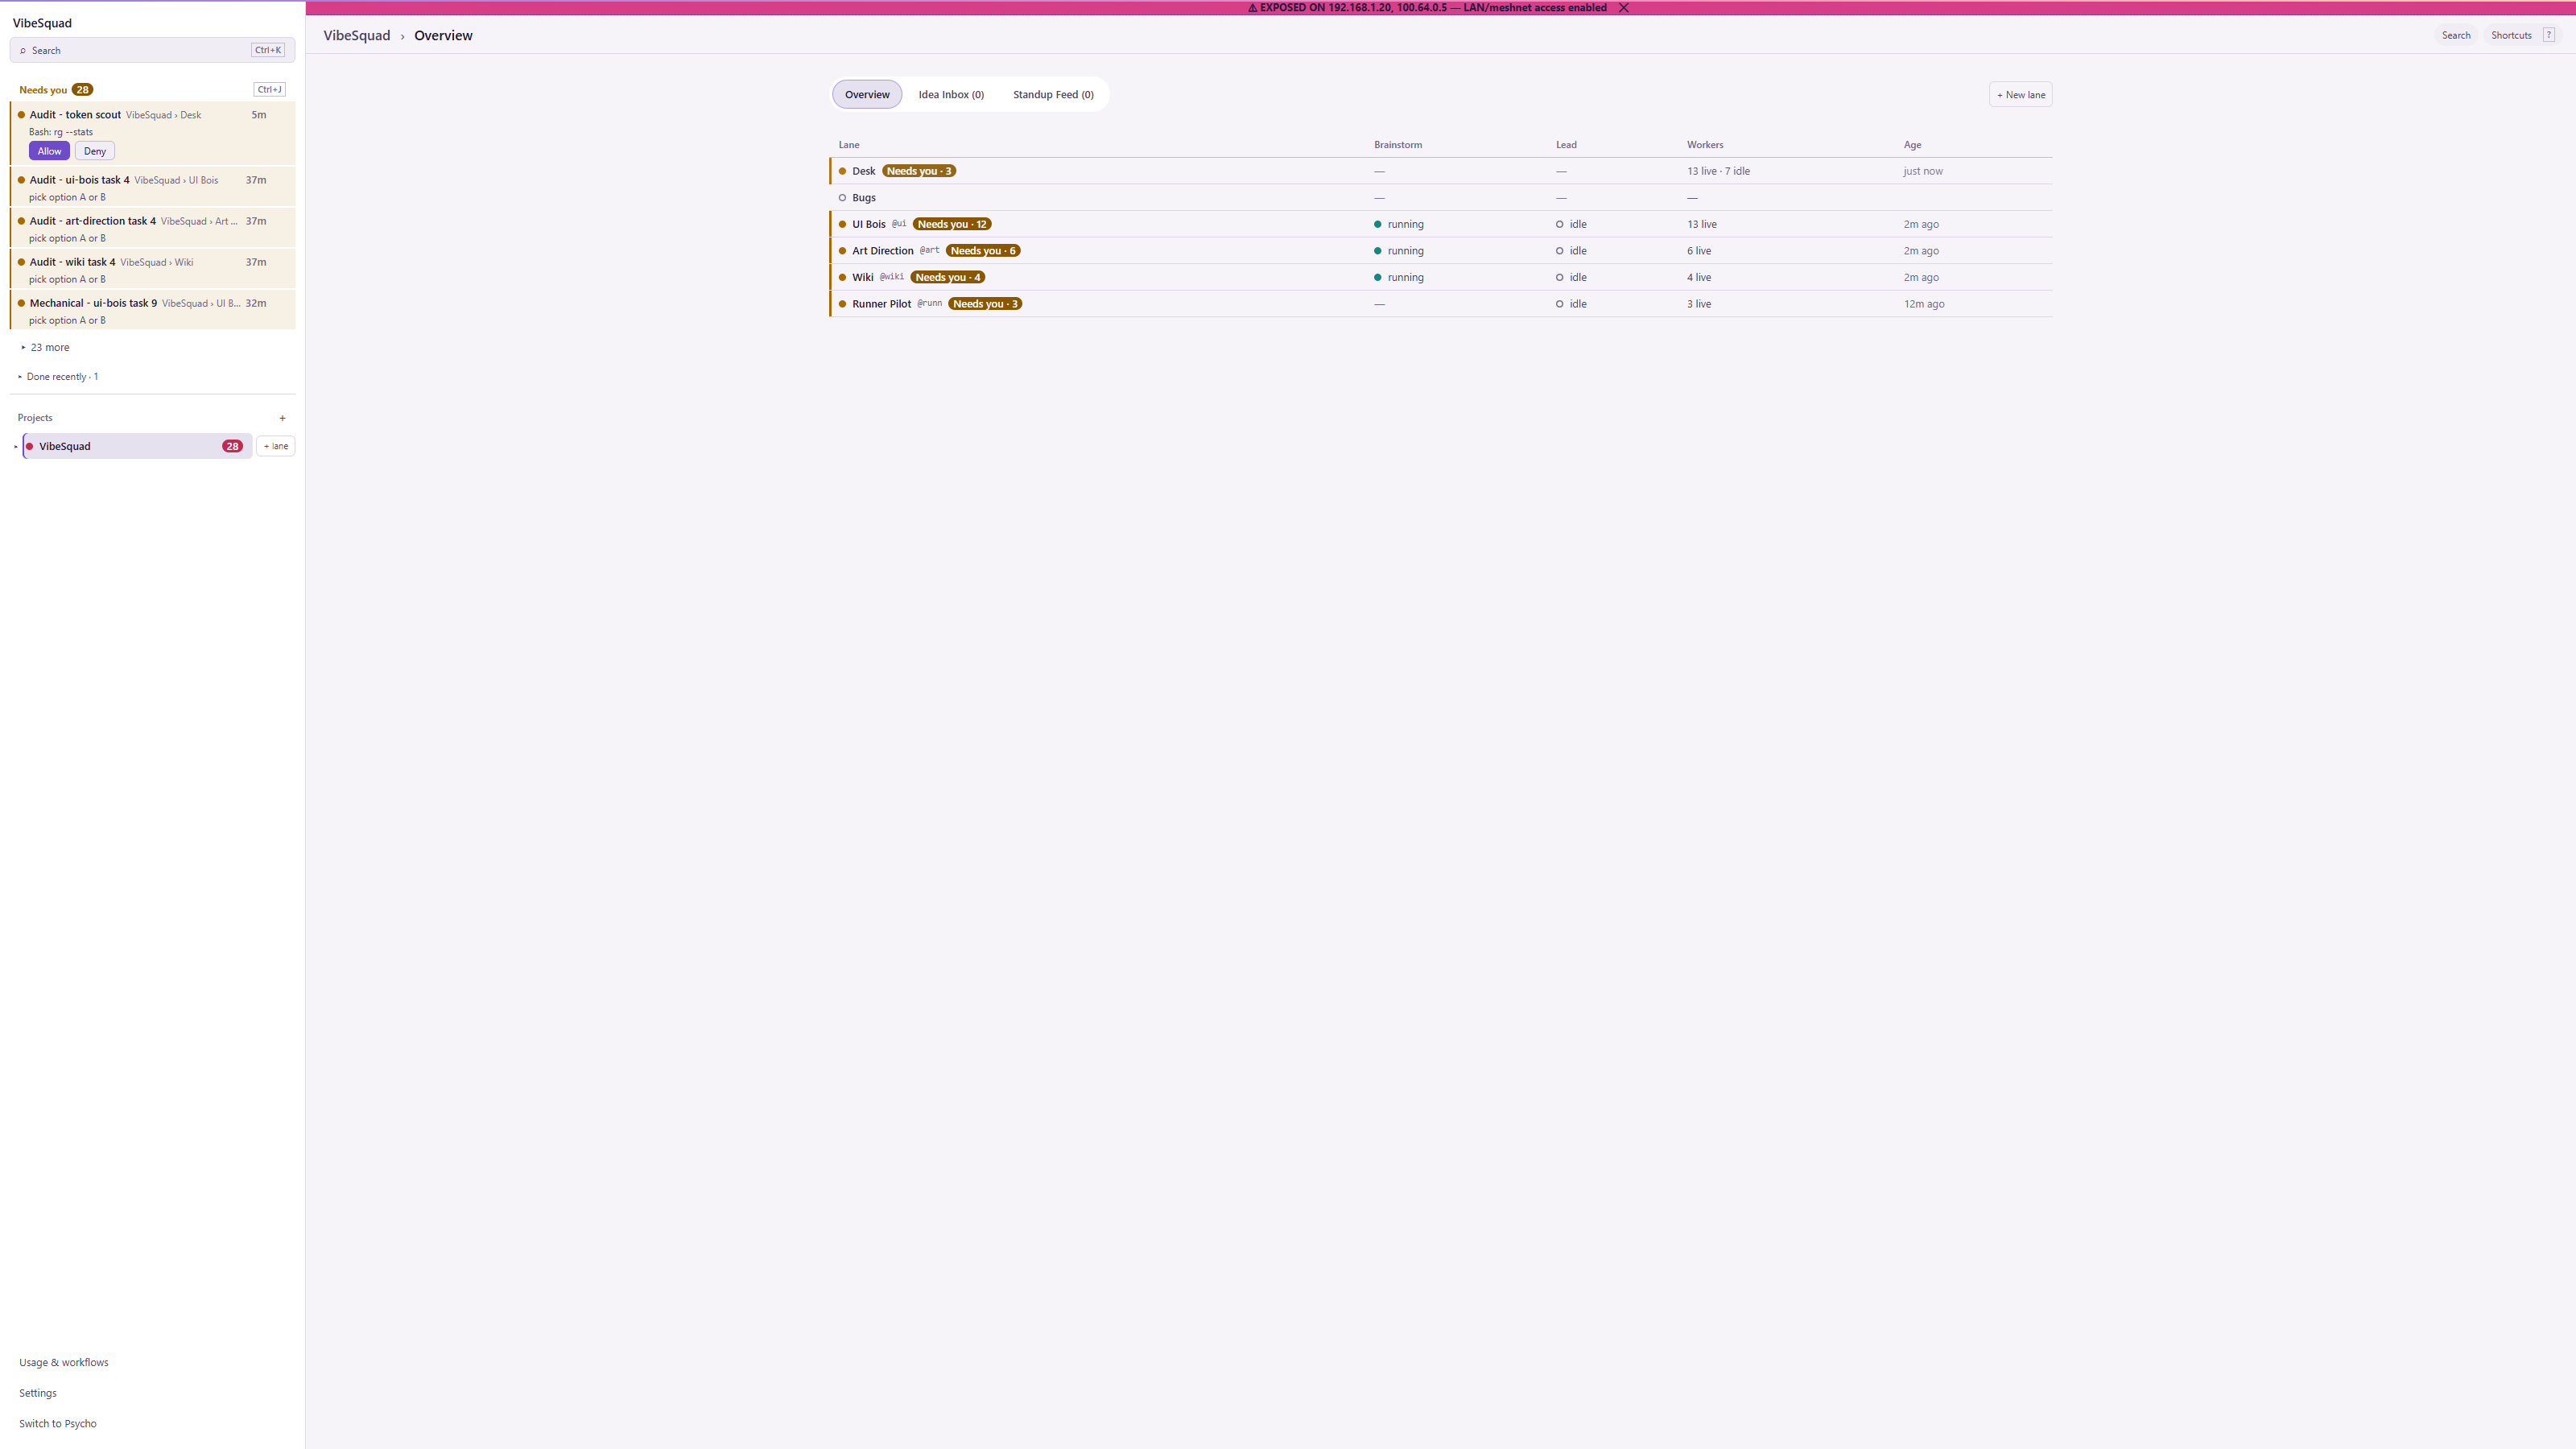 ⚠ EXPOSED ON 192.168.1.20, 100.64.0.5 — LAN/meshnet access enabled ✕
VibeSquad
Search Ctrl+K
Needs you 28 Ctrl+J
Audit - token scout VibeSquad › Desk 5m
Bash: rg --stats
Allow Deny
Audit - ui-bois task 4 VibeSquad › UI Bois 37m
pick option A or B
Audit - art-direction task 4 VibeSquad › Art ... 37m
pick option A or B
Audit - wiki task 4 VibeSquad › Wiki 37m
pick option A or B
Mechanical - ui-bois task 9 VibeSquad › UI B... 32m
pick option A or B
▸ 23 more
▸ Done recently · 1
Projects +
▸ VibeSquad 28 + lane
Usage & workflows
Settings
Switch to Psycho
VibeSquad › Overview
Search Shortcuts ?
Overview Idea Inbox (0) Standup Feed (0) + New lane
Lane Brainstorm Lead Workers Age
Desk Needs you · 3 — — 13 live · 7 idle just now
Bugs — — —
UI Bois @ui Needs you · 12 running idle 13 live 2m ago
Art Direction @art Needs you · 6 running idle 6 live 2m ago
Wiki @wiki Needs you · 4 running idle 4 live 2m ago
Runner Pilot @runn Needs you · 3 — idle 3 live 12m ago